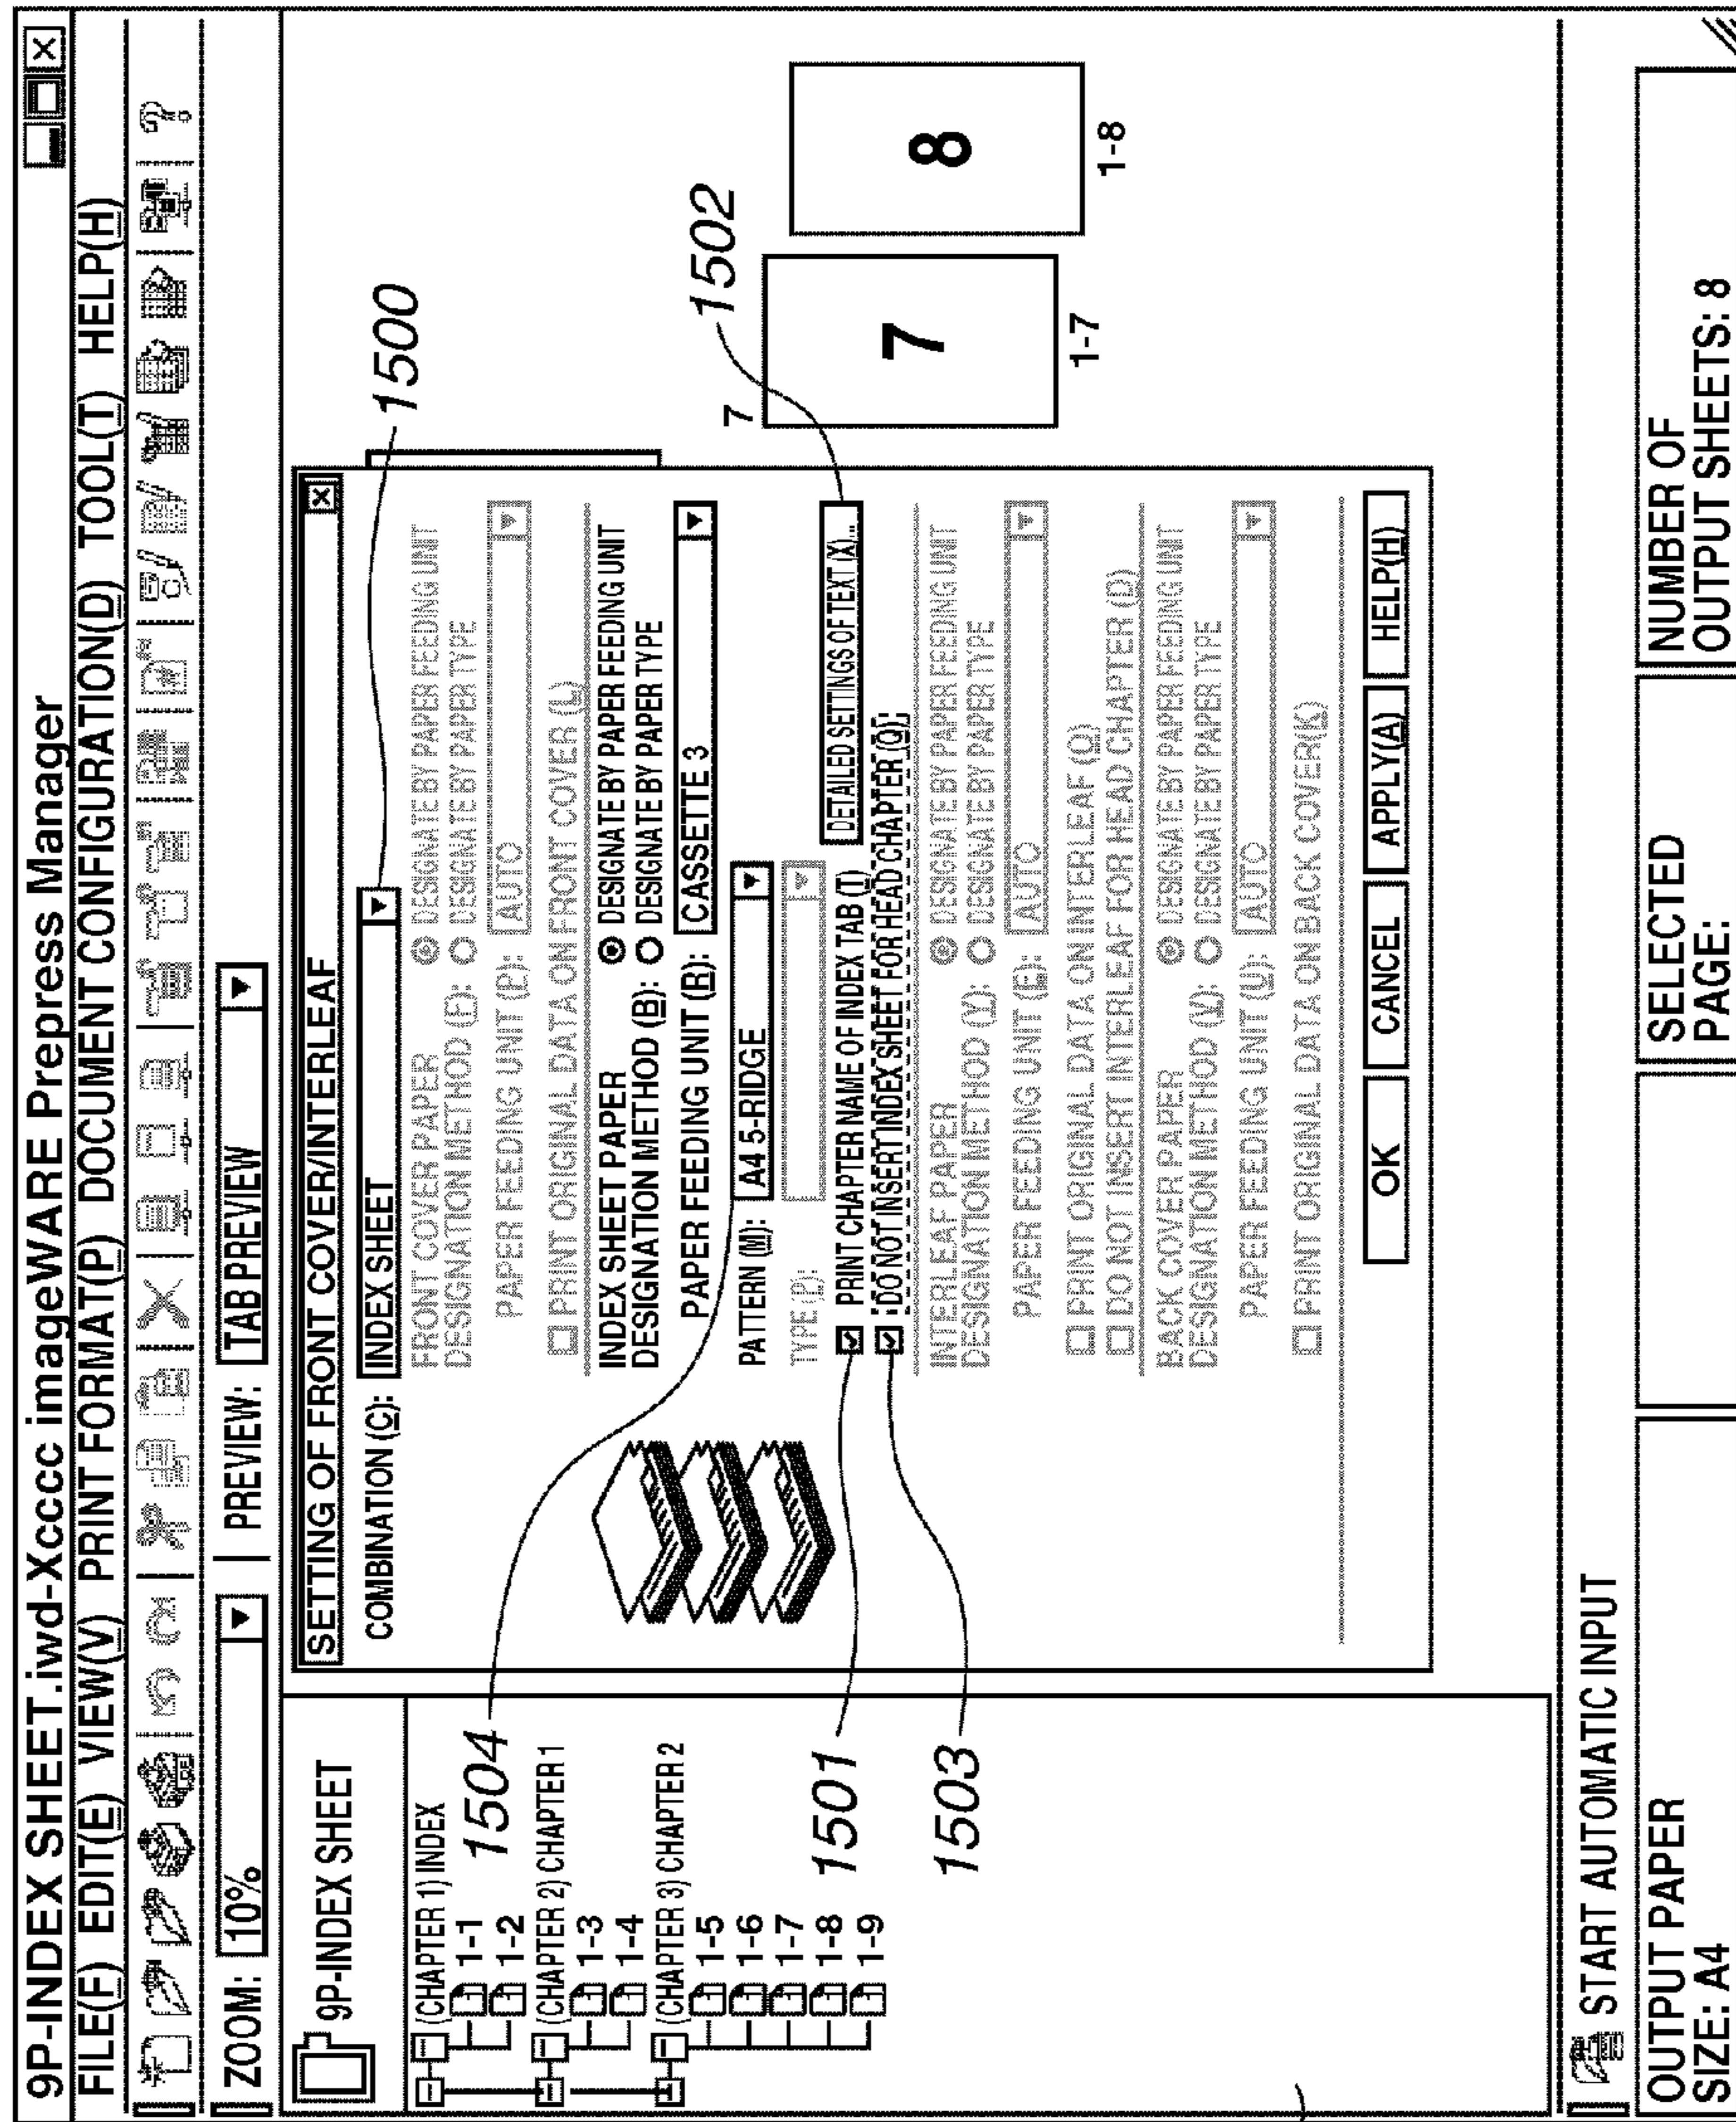 9P-INDEX SHEET.iwd-Xcccc imageWARE Prepress Manager
FILE(F) EDIT(E) VIEW(V) PRINT FORMAT(P) DOCUMENT CONFIGURATION(D) TOOL(T) HELP(H)
ZOOM: 10% PREVIEW: TAB PREVIEW
9P-INDEX SHEET
(CHAPTER 1) INDEX
1-1
1-2
(CHAPTER 2) CHAPTER 1
1-3
1-4
(CHAPTER 3) CHAPTER 2
1-5
1-6
1-7
1-8
1-9
1504
1501
1503
SETTING OF FRONT COVER/INTERLEAF
COMBINATION (C): INDEX SHEET
1500
FRONT COVER PAPER
DESIGNATION METHOD (F): DESIGNATE BY PAPER FEEDING UNIT
DESIGNATE BY PAPER TYPE
PAPER FEEDING UNIT (P): AUTO
PRINT ORIGINAL DATA ON FRONT COVER (L)
INDEX SHEET PAPER
DESIGNATION METHOD (B): DESIGNATE BY PAPER FEEDING UNIT
DESIGNATE BY PAPER TYPE
PAPER FEEDING UNIT (R): CASSETTE 3
PATTERN (M): A4 5-RIDGE
TYPE (D):
DETAILED SETTINGS OF TEXT (X)...
1502
PRINT CHAPTER NAME OF INDEX TAB (T)
DO NOT INSERT INDEX SHEET FOR HEAD CHAPTER (Q):
INTERLEAF PAPER
DESIGNATION METHOD (V): DESIGNATE BY PAPER FEEDING UNIT
DESIGNATE BY PAPER TYPE
PAPER FEEDING UNIT (E): AUTO
PRINT ORIGINAL DATA ON INTERLEAF (O)
DO NOT INSERT INTERLEAF FOR HEAD CHAPTER (G)
BACK COVER PAPER
DESIGNATION METHOD (W): DESIGNATE BY PAPER FEEDING UNIT
DESIGNATE BY PAPER TYPE
PAPER FEEDING UNIT (U): AUTO
PRINT ORIGINAL DATA ON BACK COVER(K)
OK CANCEL APPLY(A) HELP(H)
7
7
1-7
8
1-8
START AUTOMATIC INPUT
OUTPUT PAPER
SIZE: A4
SELECTED
PAGE:
NUMBER OF
OUTPUT SHEETS: 8